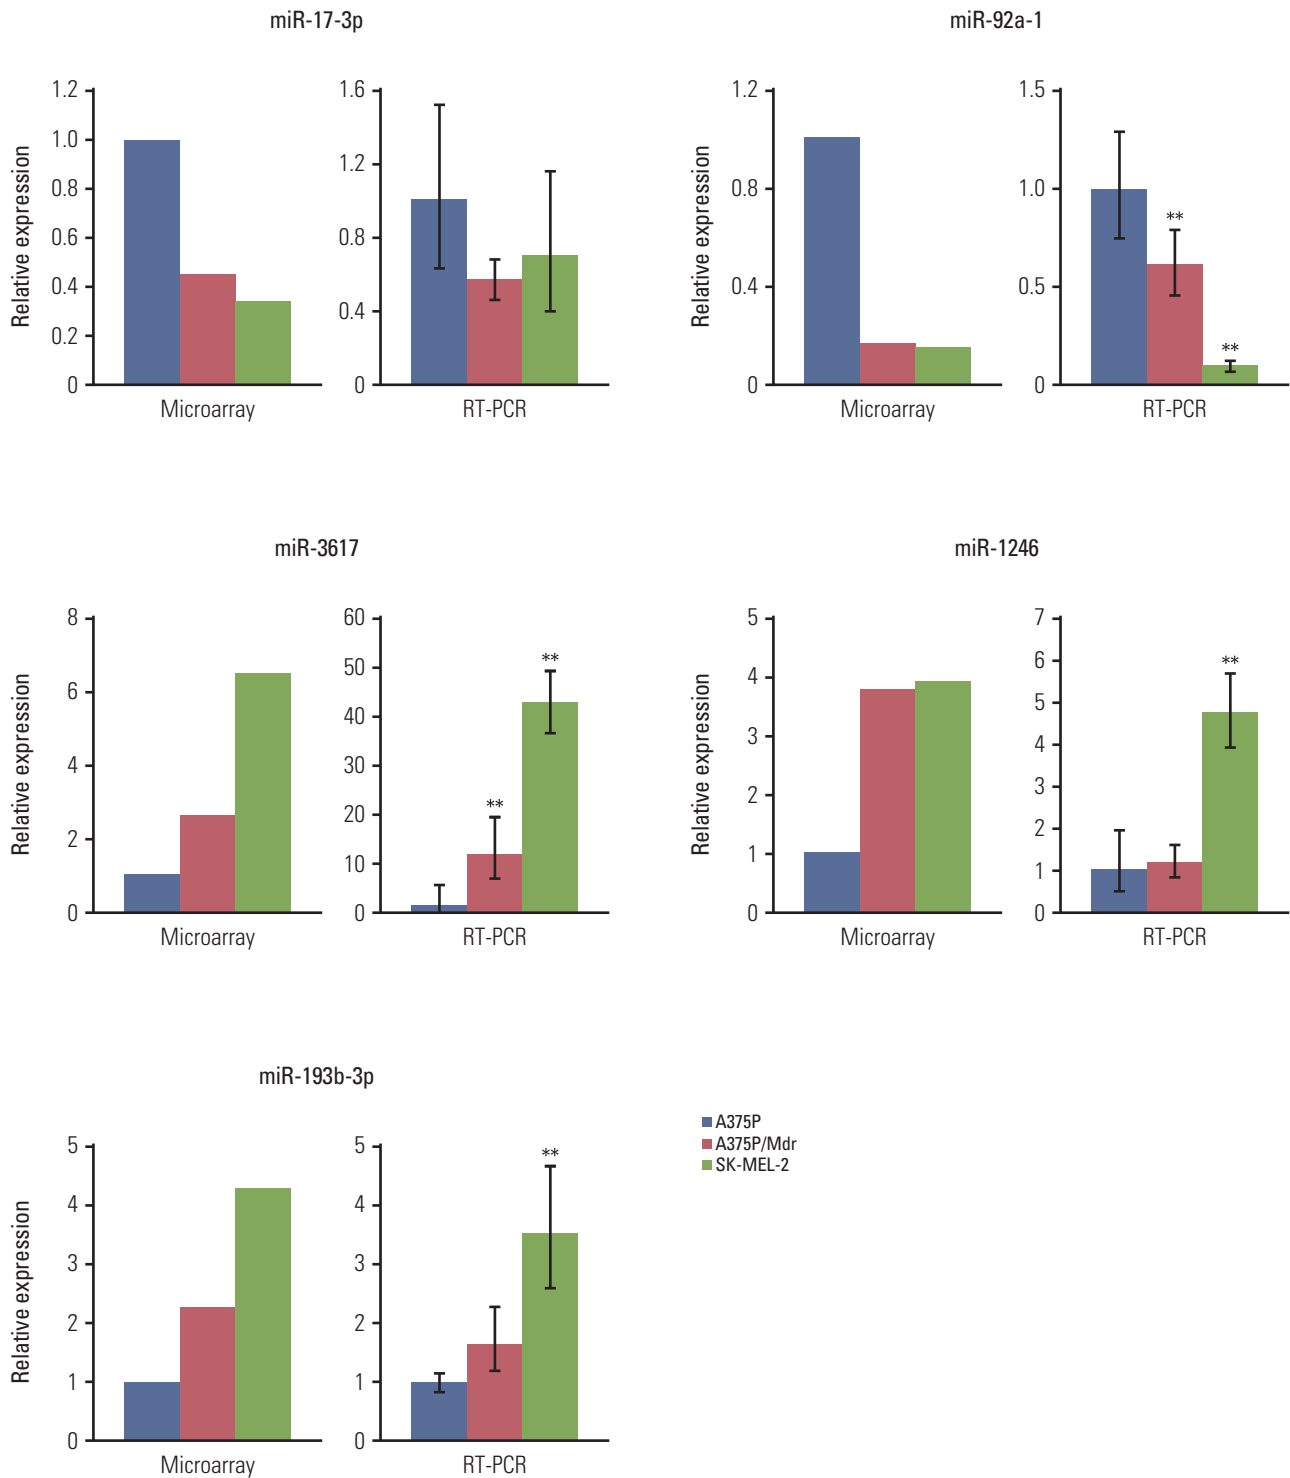 miR-17-3p
Relative expression
1.2
1.0
0.8
0.6
0.4
0.2
0
Microarray
1.6
1.2
0.8
0.4
0
RT-PCR
miR-92a-1
Relative expression
1.2
0.8
0.4
0
Microarray
1.5
1.0
0.5
0
**
**
RT-PCR
miR-3617
Relative expression
8
6
4
2
0
Microarray
60
50
40
30
20
10
0
**
**
RT-PCR
miR-1246
Relative expression
5
4
3
2
1
0
Microarray
7
6
5
4
3
2
1
0
**
RT-PCR
miR-193b-3p
Relative expression
5
4
3
2
1
0
Microarray
5
4
3
2
1
0
**
RT-PCR
A375P
A375P/Mdr
SK-MEL-2